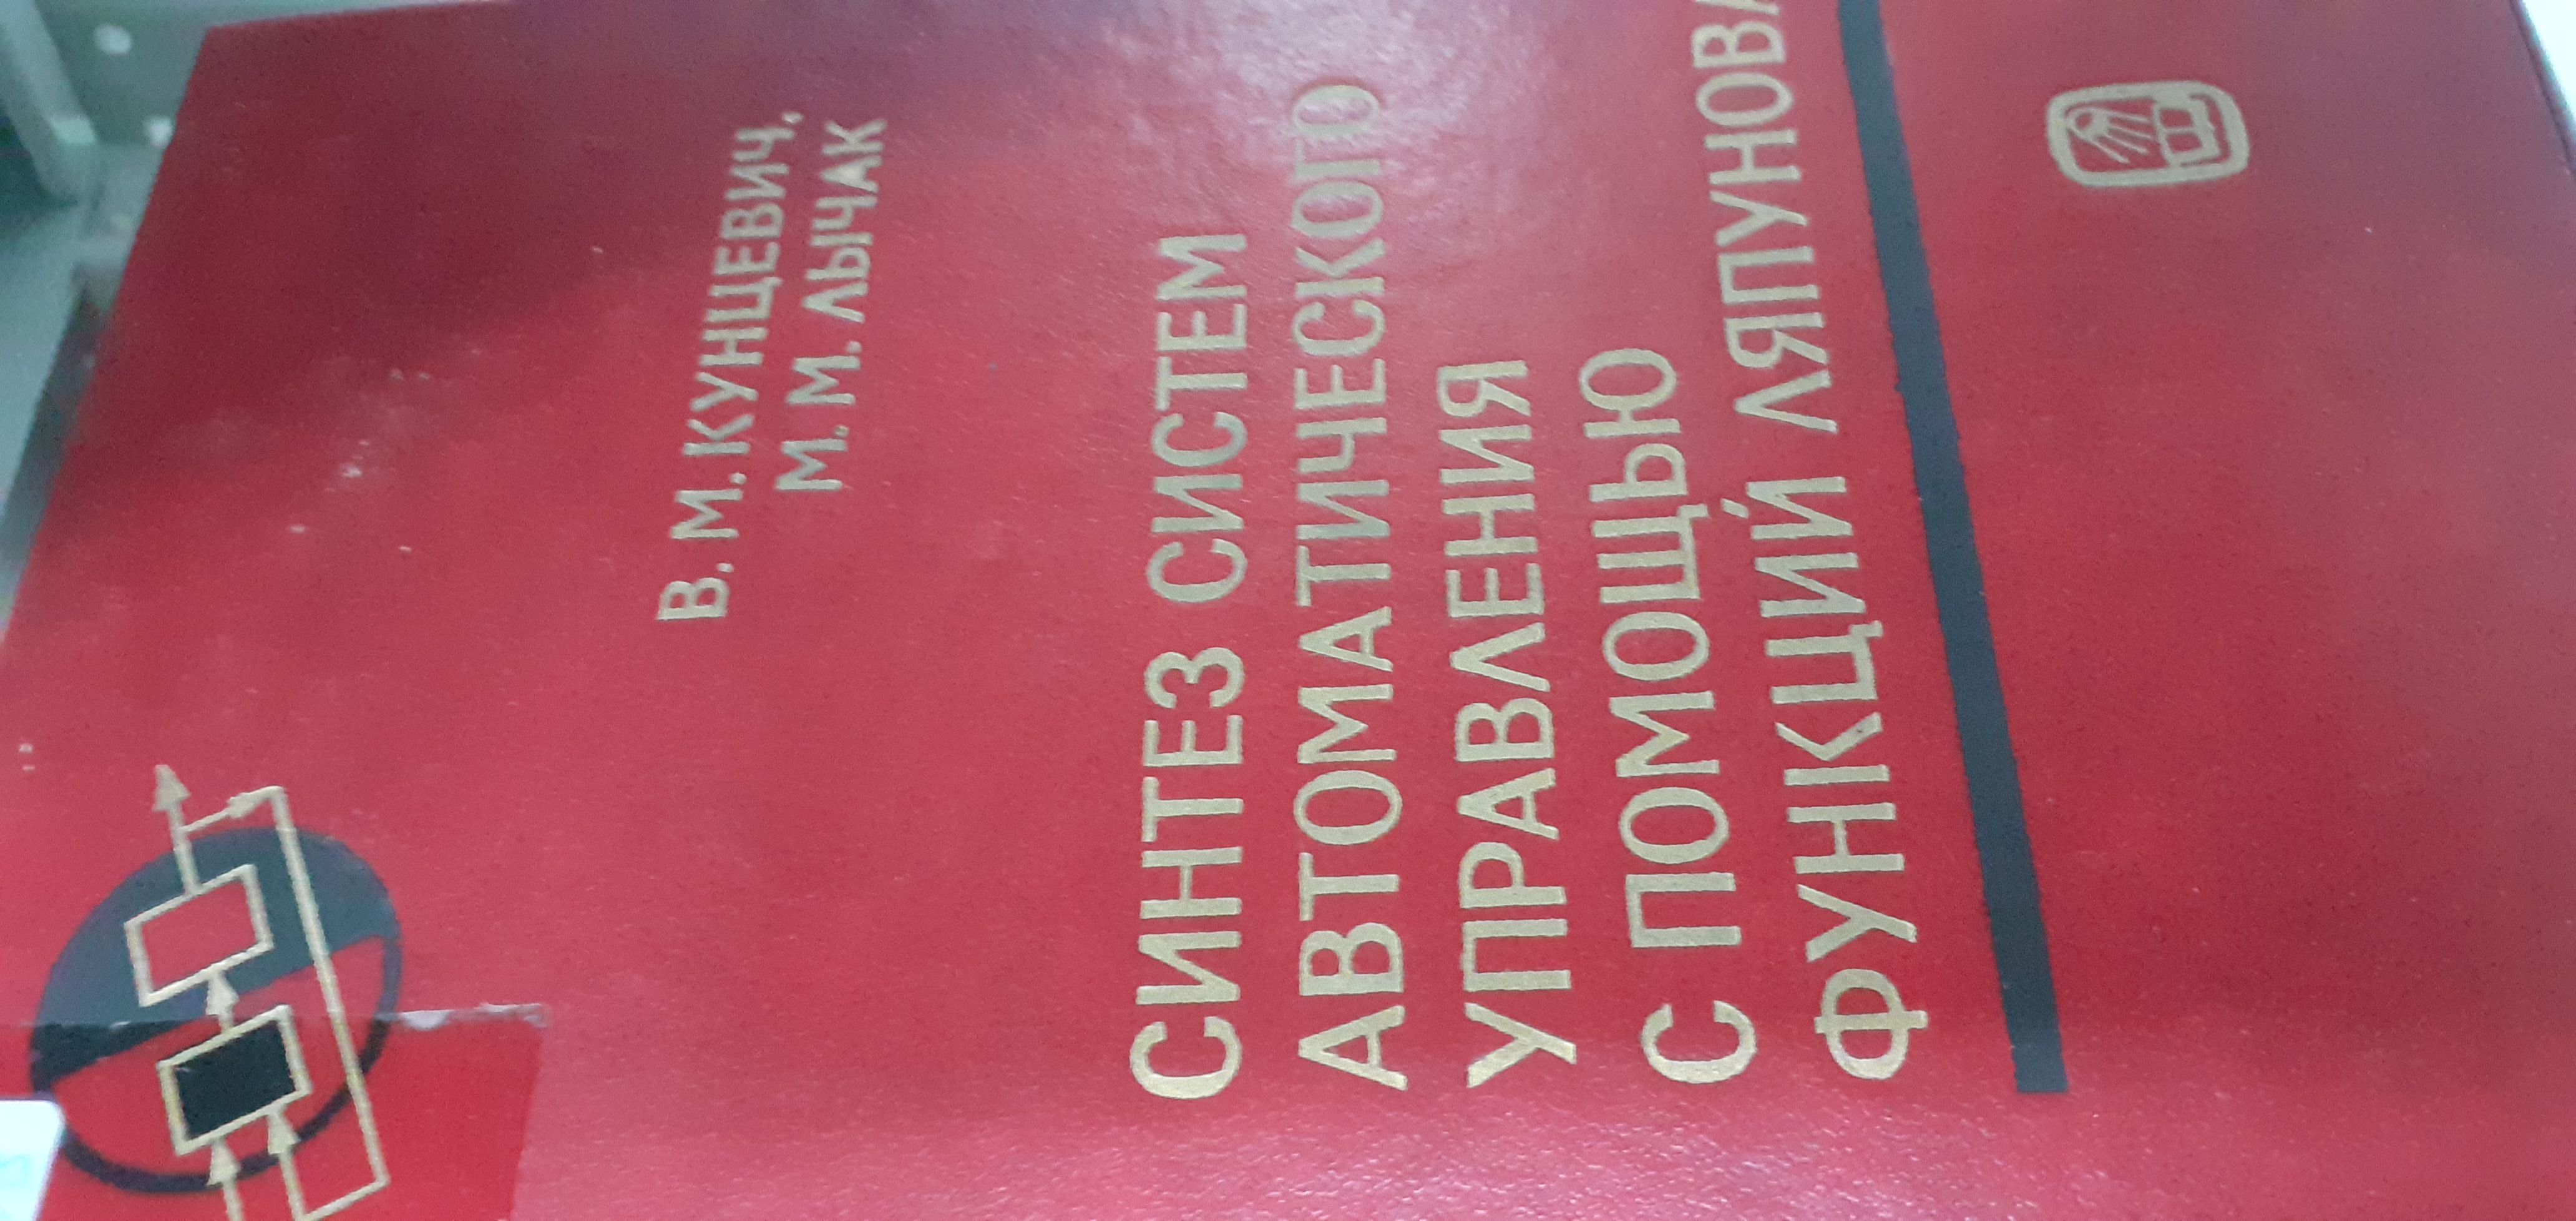 В. М. КУНЦЕВИЧ,
М. М. ЛЫЧАК
СИНТЕЗ СИСТЕМ
АВТОМАТИЧЕСКОГО
УПРАВЛЕНИЯ
С ПОМОЩЬЮ
ФУНКЦИЙ ЛЯПУНОВА